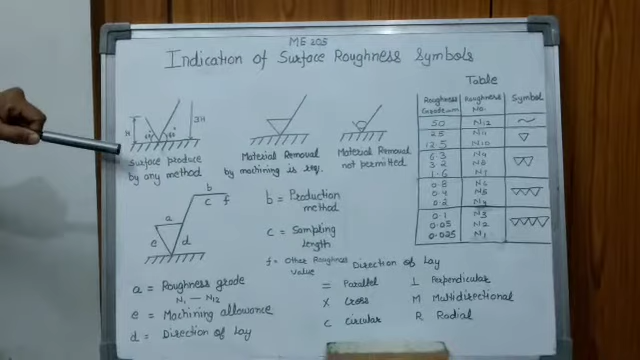 ME 205
Indication of Surface Roughness Symbols
H 60° 60° 3H
Surface produce
by any method
Material Removal
by machining is req.
Material Removal
not permitted.
Table
Roughness Roughness Symbol
No.
50 N12
25 N11
12.5 N10
6.3 N9
3.2 N8
1.6 N7
0.8 N6
0.4 N5
0.2 N4
0.1 N3
0.05 N2
0.025 N1
b
c f
a
e d
b = Production
method
c = Sampling
length
f = Other Roughness
value
a = Roughness grade
N1 — N12
e = Machining allowance
d = Direction of lay
Direction of lay
= Parallel
X Cross
C Circular
⊥ Perpendicular
M Multidirectional
R Radial